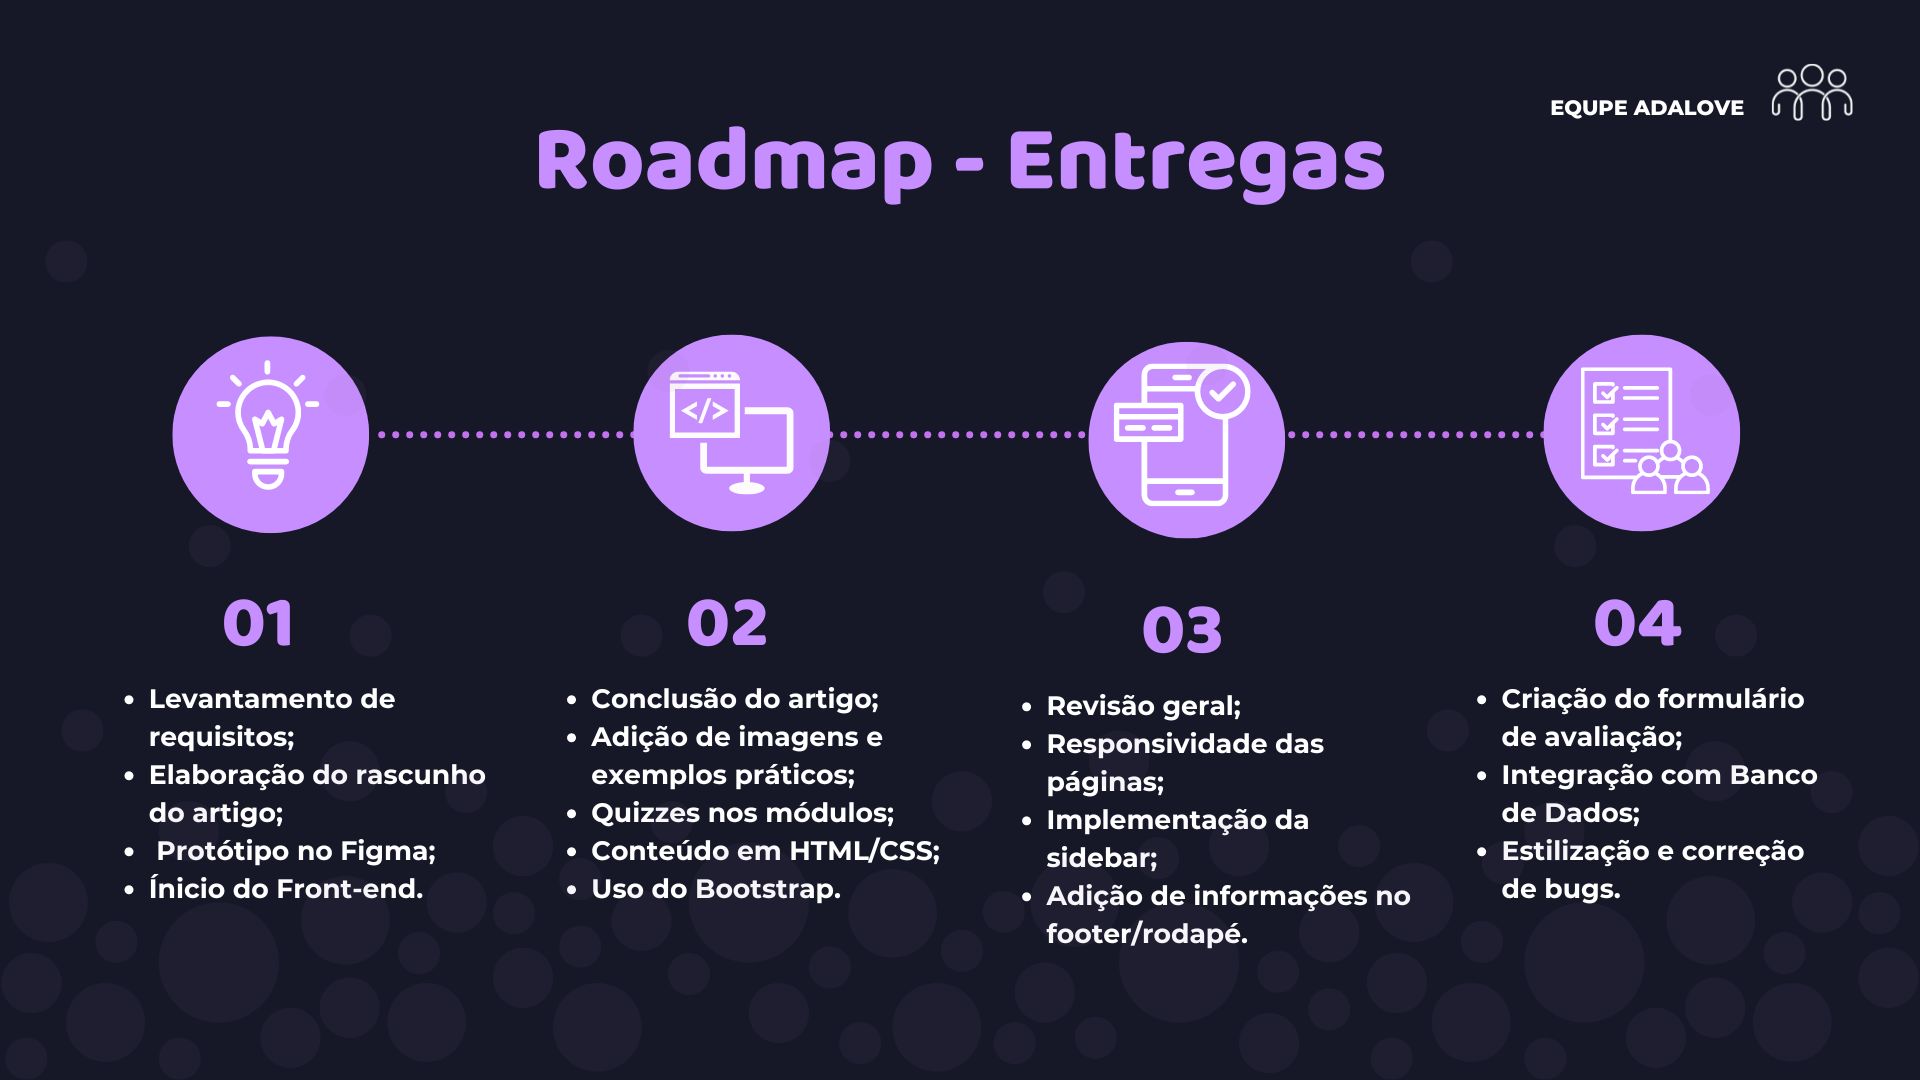 EQUPE ADALOVE
Roadmap - Entregas
</>
01
• Levantamento de
requisitos;
• Elaboração do rascunho
do artigo;
• Protótipo no Figma;
• Ínicio do Front-end.
02
• Conclusão do artigo;
• Adição de imagens e
exemplos práticos;
• Quizzes nos módulos;
• Conteúdo em HTML/CSS;
• Uso do Bootstrap.
03
• Revisão geral;
• Responsividade das
páginas;
• Implementação da
sidebar;
• Adição de informações no
footer/rodapé.
04
• Criação do formulário
de avaliação;
• Integração com Banco
de Dados;
• Estilização e correção
de bugs.